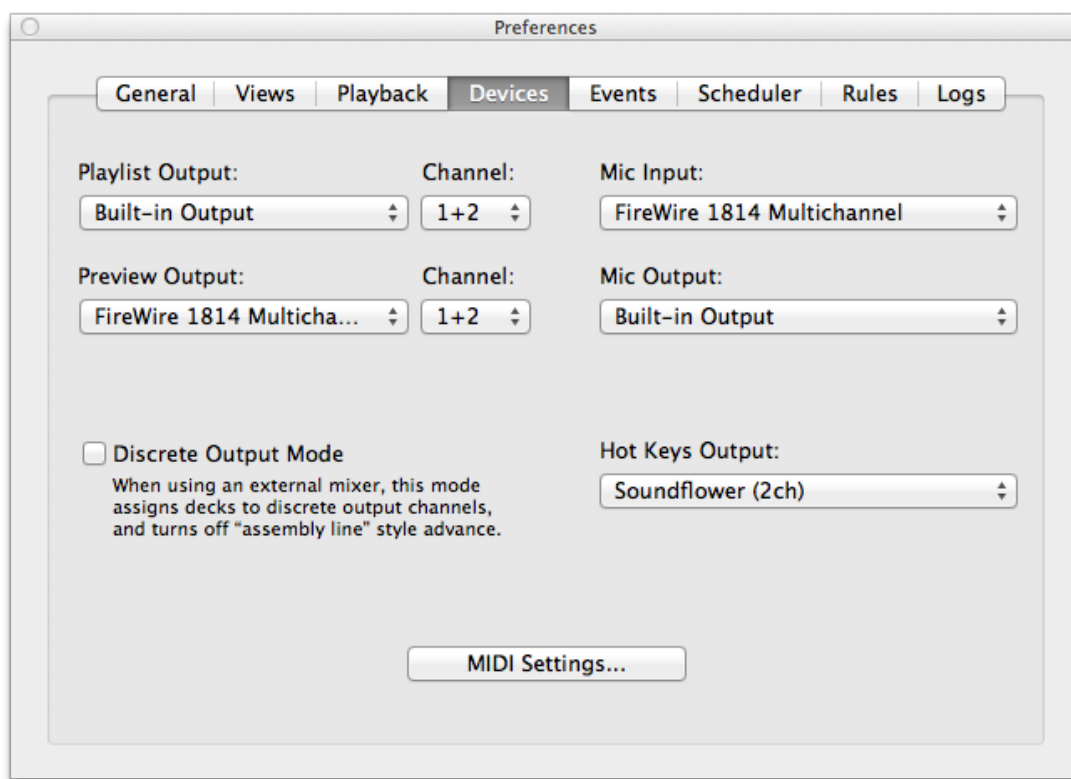 Preferences
General Views Playback Devices Events Scheduler Rules Logs
Playlist Output: Channel: Mic Input:
Built-in Output 1+2 FireWire 1814 Multichannel
Preview Output: Channel: Mic Output:
FireWire 1814 Multicha... 1+2 Built-in Output
Discrete Output Mode
When using an external mixer, this mode
assigns decks to discrete output channels,
and turns off “assembly line” style advance.
Hot Keys Output:
Soundflower (2ch)
MIDI Settings...